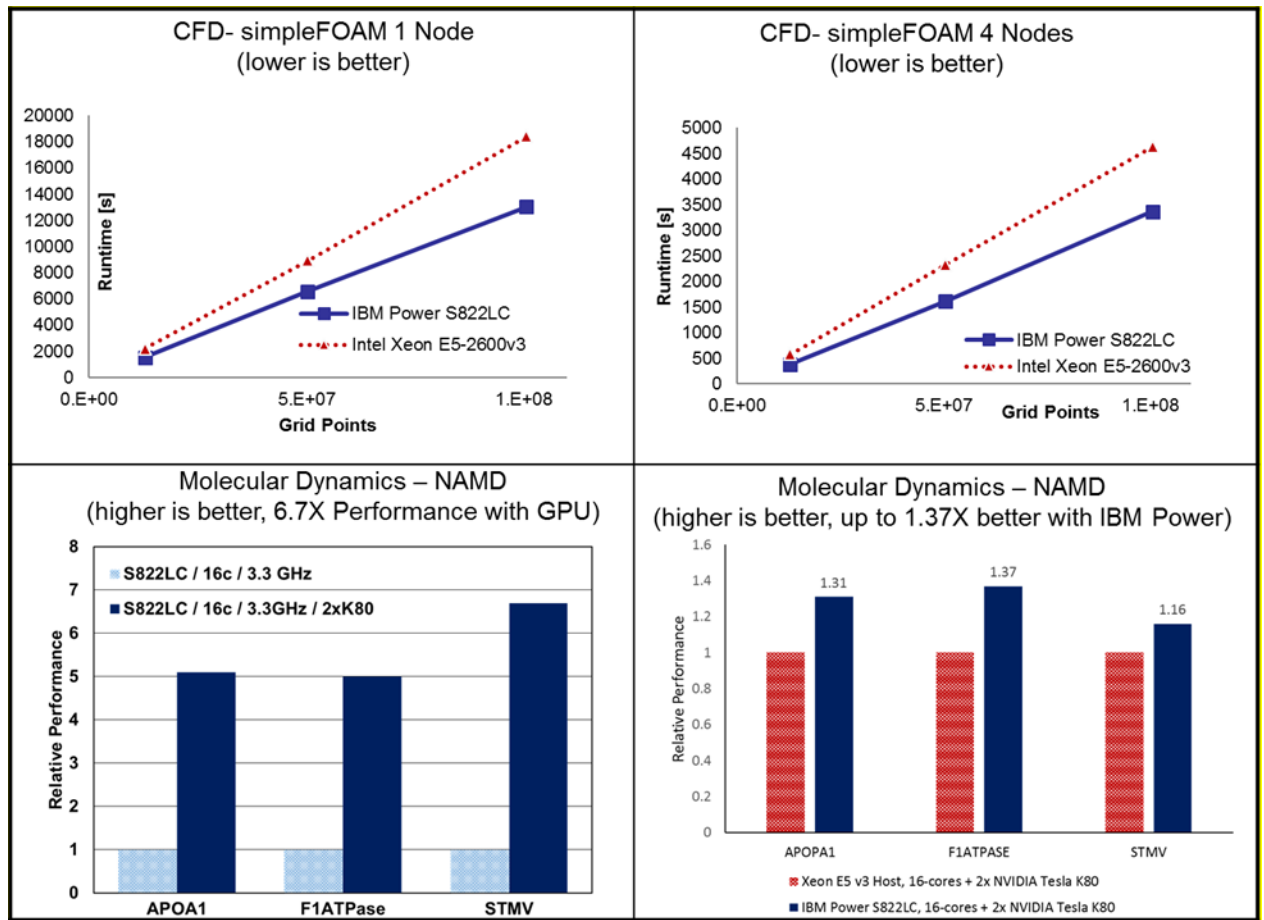 CFD- simpleFOAM 1 Node
(lower is better)
20000
18000
16000
14000
12000
10000
8000
6000
4000
2000
0
Runtime [s]
IBM Power S822LC
Intel Xeon E5-2600v3
0.E+00
5.E+07
1.E+08
Grid Points
CFD- simpleFOAM 4 Nodes
(lower is better)
5000
4500
4000
3500
3000
2500
2000
1500
1000
500
0
Runtime [s]
IBM Power S822LC
Intel Xeon E5-2600v3
0.E+00
5.E+07
1.E+08
Grid Points
Molecular Dynamics – NAMD
(higher is better, 6.7X Performance with GPU)
8
7
6
5
4
3
2
1
0
Relative Performance
S822LC / 16c / 3.3 GHz
S822LC / 16c / 3.3GHz / 2xK80
APOA1
F1ATPase
STMV
Molecular Dynamics – NAMD
(higher is better, up to 1.37X better with IBM Power)
1.6
1.4
1.2
1
0.8
0.6
0.4
0.2
0
Relative Performance
1.31
1.37
1.16
APOPA1
F1ATPASE
STMV
Xeon E5 v3 Host, 16-cores + 2x NVIDIA Tesla K80
IBM Power S822LC, 16-cores + 2x NVIDIA Tesla K80